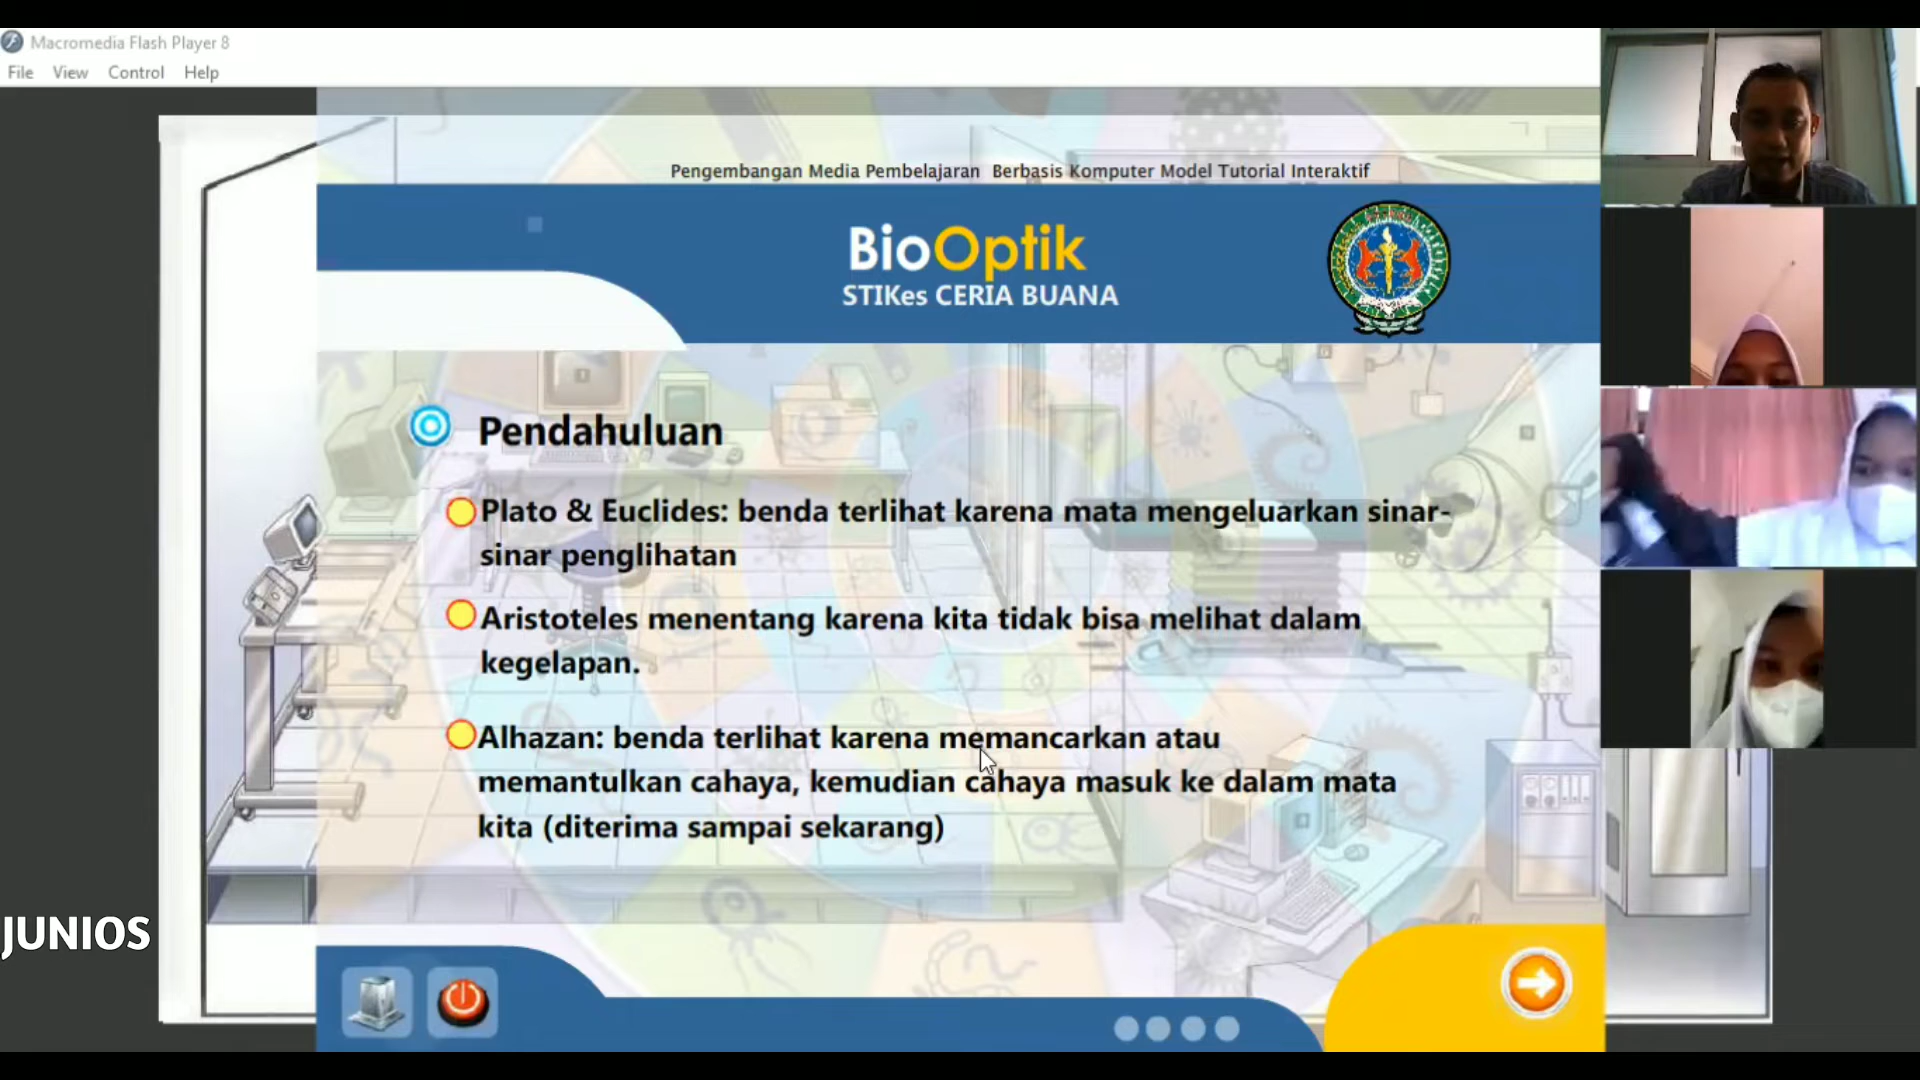 Macromedia Flash Player 8
File View Control Help
Pengembangan Media Pembelajaran Berbasis Komputer Model Tutorial Interaktif
BioOptik
STIKes CERIA BUANA
Pendahuluan
Plato & Euclides: benda terlihat karena mata mengeluarkan sinar-
sinar penglihatan
Aristoteles menentang karena kita tidak bisa melihat dalam
kegelapan.
Alhazan: benda terlihat karena memancarkan atau
memantulkan cahaya, kemudian cahaya masuk ke dalam mata
kita (diterima sampai sekarang)
JUNIOS